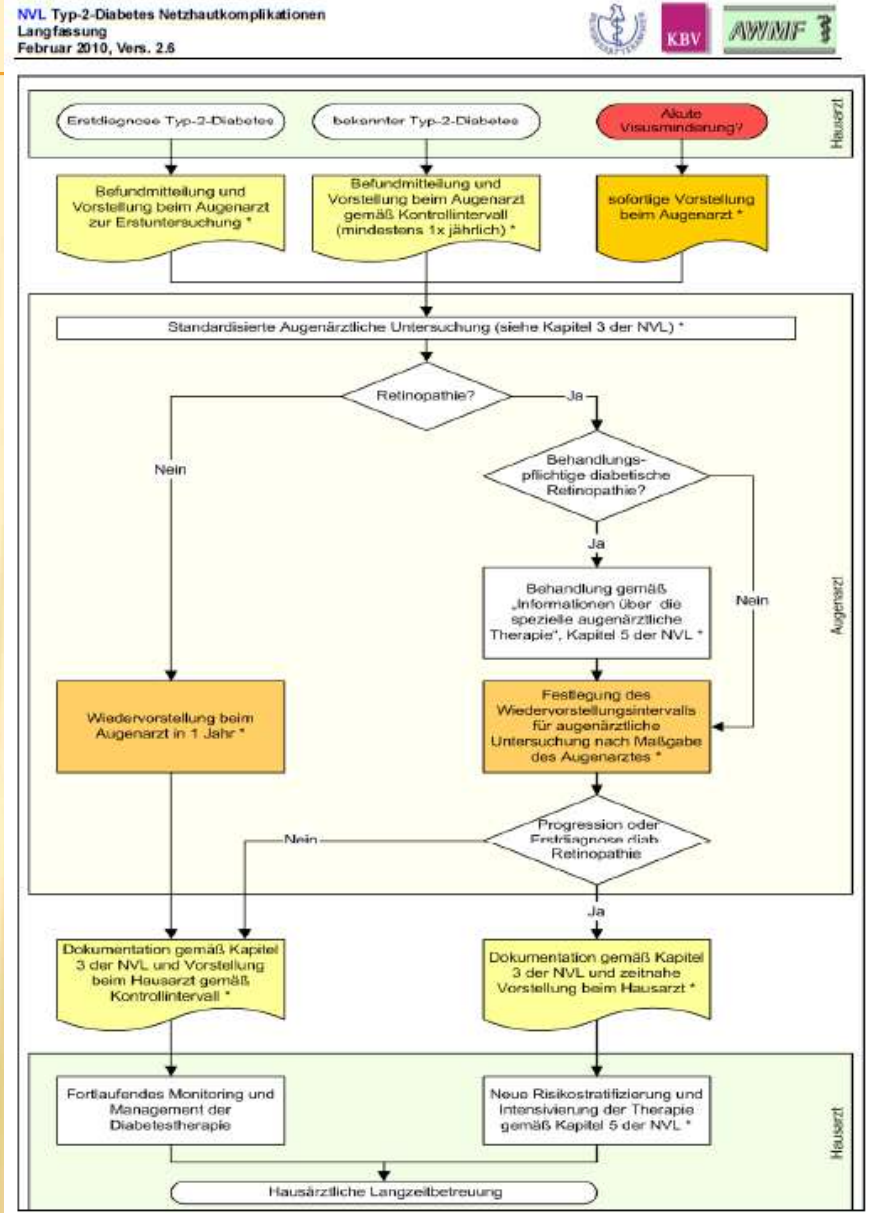 NVL Typ-2-Diabetes Netzhautkomplikationen
Langfassung
Februar 2010, Vers. 2.6
KBV
AWMF
Hausarzt
Erstdiagnose Typ-2-Diabetes
bekannter Typ-2-Diabetes
Akute
Visusminderung?
Befundmitteilung und
Vorstellung beim Augenarzt
zur Erstuntersuchung *
Befundmitteilung und
Vorstellung beim Augenarzt
gemäß Kontrollintervall
(mindestens 1x jährlich) *
sofortige Vorstellung
beim Augenarzt *
Standardisierte Augenärztliche Untersuchung (siehe Kapitel 3 der NVL) *
Retinopathie?
Ja
Nein
Behandlungs-
pflichtige diabetische
Retinopathie?
Ja
Nein
Augenarzt
Behandlung gemäß
„Informationen über die
spezielle augenärztliche
Therapie“, Kapitel 5 der NVL *
Wiedervorstellung beim
Augenarzt in 1 Jahr *
Festlegung des
Wiedervorstellungsintervalls
für augenärztliche
Untersuchung nach Maßgabe
des Augenarztes *
Progression oder
Erstdiagnose diab.
Retinopathie
Nein
Ja
Dokumentation gemäß Kapitel
3 der NVL und Vorstellung
beim Hausarzt gemäß
Kontrollintervall *
Dokumentation gemäß Kapitel
3 der NVL und zeitnahe
Vorstellung beim Hausarzt *
Fortlaufendes Monitoring und
Management der
Diabetestherapie
Neue Risikostratifizierung und
Intensivierung der Therapie
gemäß Kapitel 5 der NVL *
Hausarzt
Hausärztliche Langzeitbetreuung